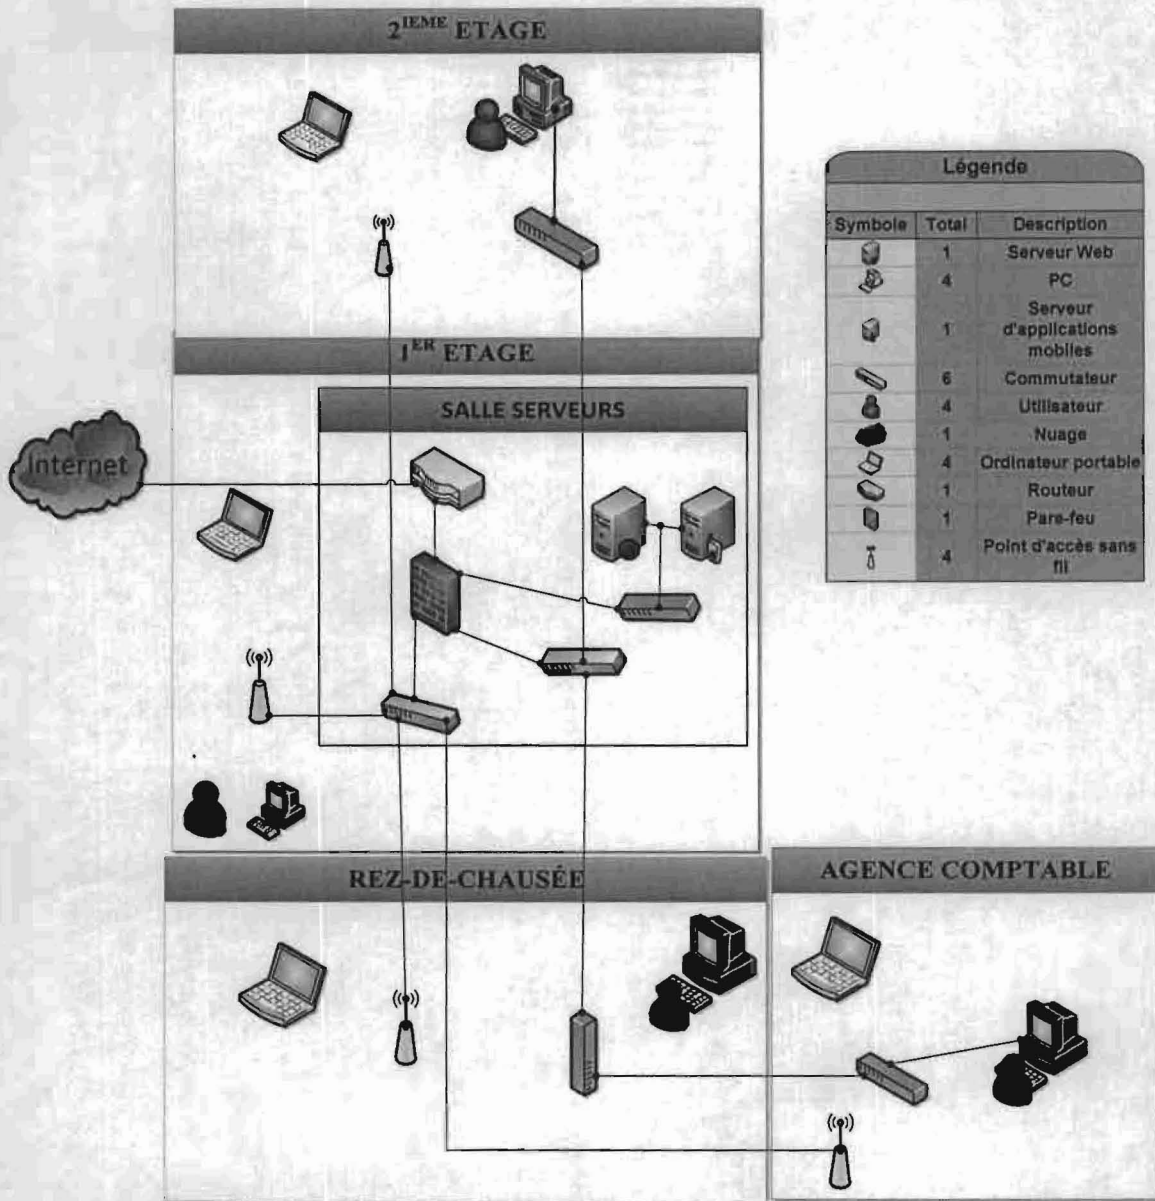 2IEME ETAGE
Légende
Symbole Total Description
1 Serveur Web
4 PC
1 Serveur
d'applications
mobiles
6 Commutateur
4 Utilisateur
1 Nuage
4 Ordinateur portable
1 Routeur
1 Pare-feu
4 Point d'accès sans
fil
1ER ETAGE
SALLE SERVEURS
Internet
REZ-DE-CHAUSÉE
AGENCE COMPTABLE